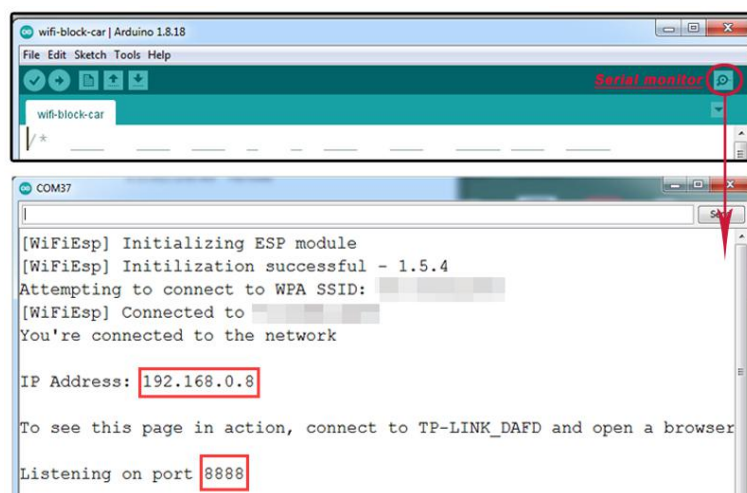 wifi-block-car | Arduino 1.8.18
File Edit Sketch Tools Help
Serial monitor
wifi-block-car
/*
COM37
[WiFiEsp] Initializing ESP module
[WiFiEsp] Initilization successful - 1.5.4
Attempting to connect to WPA SSID:
[WiFiEsp] Connected to
You're connected to the network
IP Address: 192.168.0.8
To see this page in action, connect to TP-LINK_DAFD and open a browser
Listening on port 8888